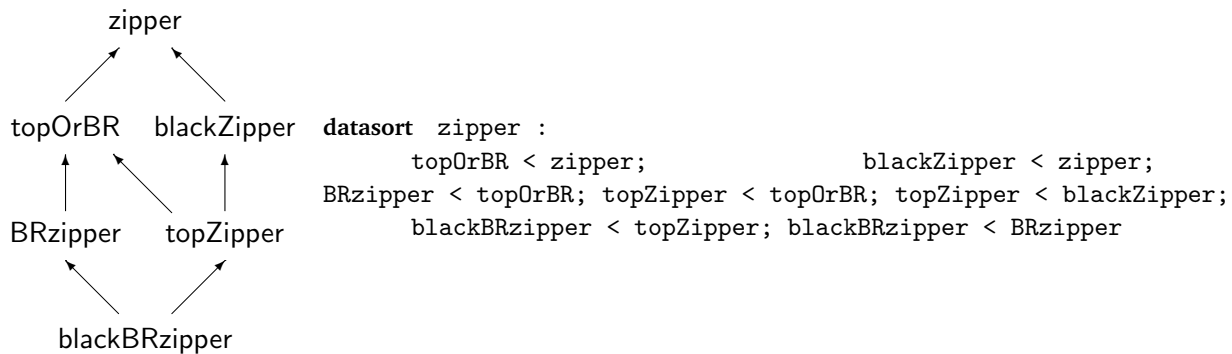 zipper
topOrBR blackZipper
BRzipper topZipper
blackBRzipper
datasort zipper :
topOrBR < zipper; blackZipper < zipper;
BRzipper < topOrBR; topZipper < topOrBR; topZipper < blackZipper;
blackBRzipper < topZipper; blackBRzipper < BRzipper